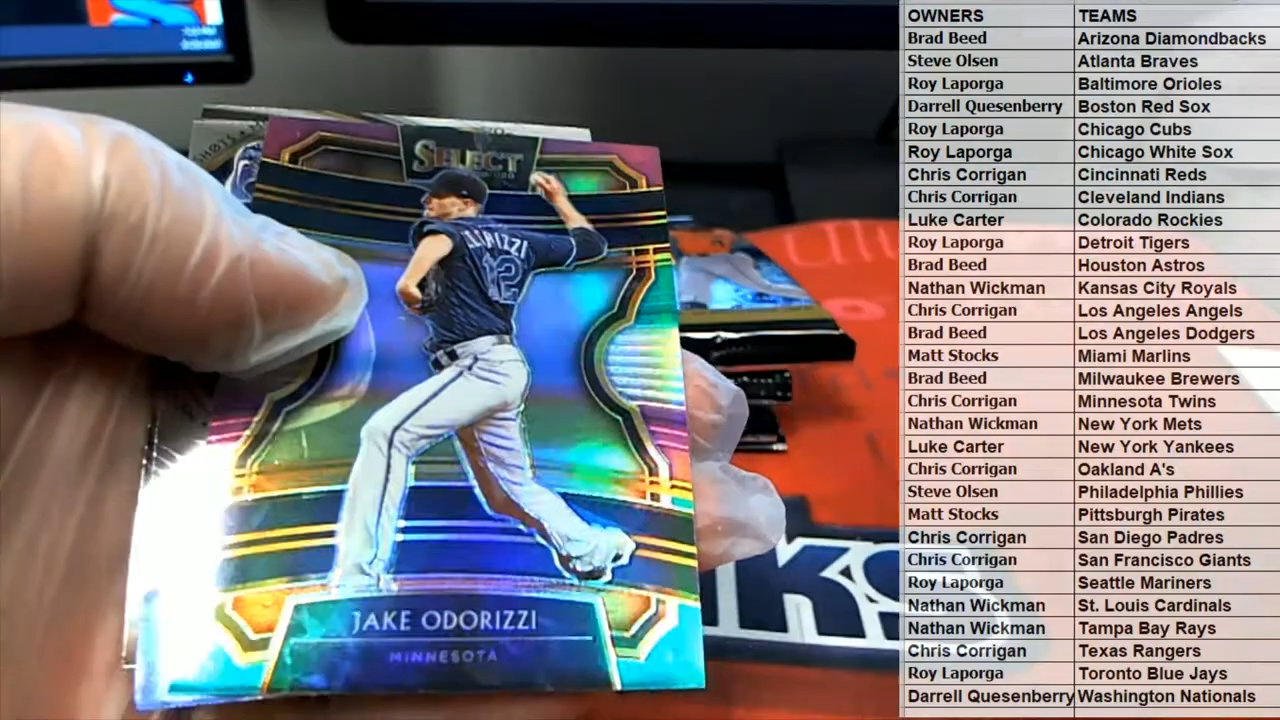 SELECT
ODORIZZI
12
JAKE ODORIZZI
MINNESOTA
OWNERS TEAMS
Brad Beed Arizona Diamondbacks
Steve Olsen Atlanta Braves
Roy Laporga Baltimore Orioles
Darrell Quesenberry Boston Red Sox
Roy Laporga Chicago Cubs
Roy Laporga Chicago White Sox
Chris Corrigan Cincinnati Reds
Chris Corrigan Cleveland Indians
Luke Carter Colorado Rockies
Roy Laporga Detroit Tigers
Brad Beed Houston Astros
Nathan Wickman Kansas City Royals
Chris Corrigan Los Angeles Angels
Brad Beed Los Angeles Dodgers
Matt Stocks Miami Marlins
Brad Beed Milwaukee Brewers
Chris Corrigan Minnesota Twins
Nathan Wickman New York Mets
Luke Carter New York Yankees
Chris Corrigan Oakland A's
Steve Olsen Philadelphia Phillies
Matt Stocks Pittsburgh Pirates
Chris Corrigan San Diego Padres
Chris Corrigan San Francisco Giants
Roy Laporga Seattle Mariners
Nathan Wickman St. Louis Cardinals
Nathan Wickman Tampa Bay Rays
Chris Corrigan Texas Rangers
Roy Laporga Toronto Blue Jays
Darrell Quesenberry Washington Nationals